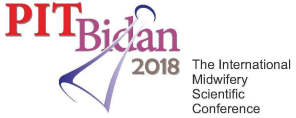 PIT
Bidan
2018
The International
Midwifery
Scientific
Conference